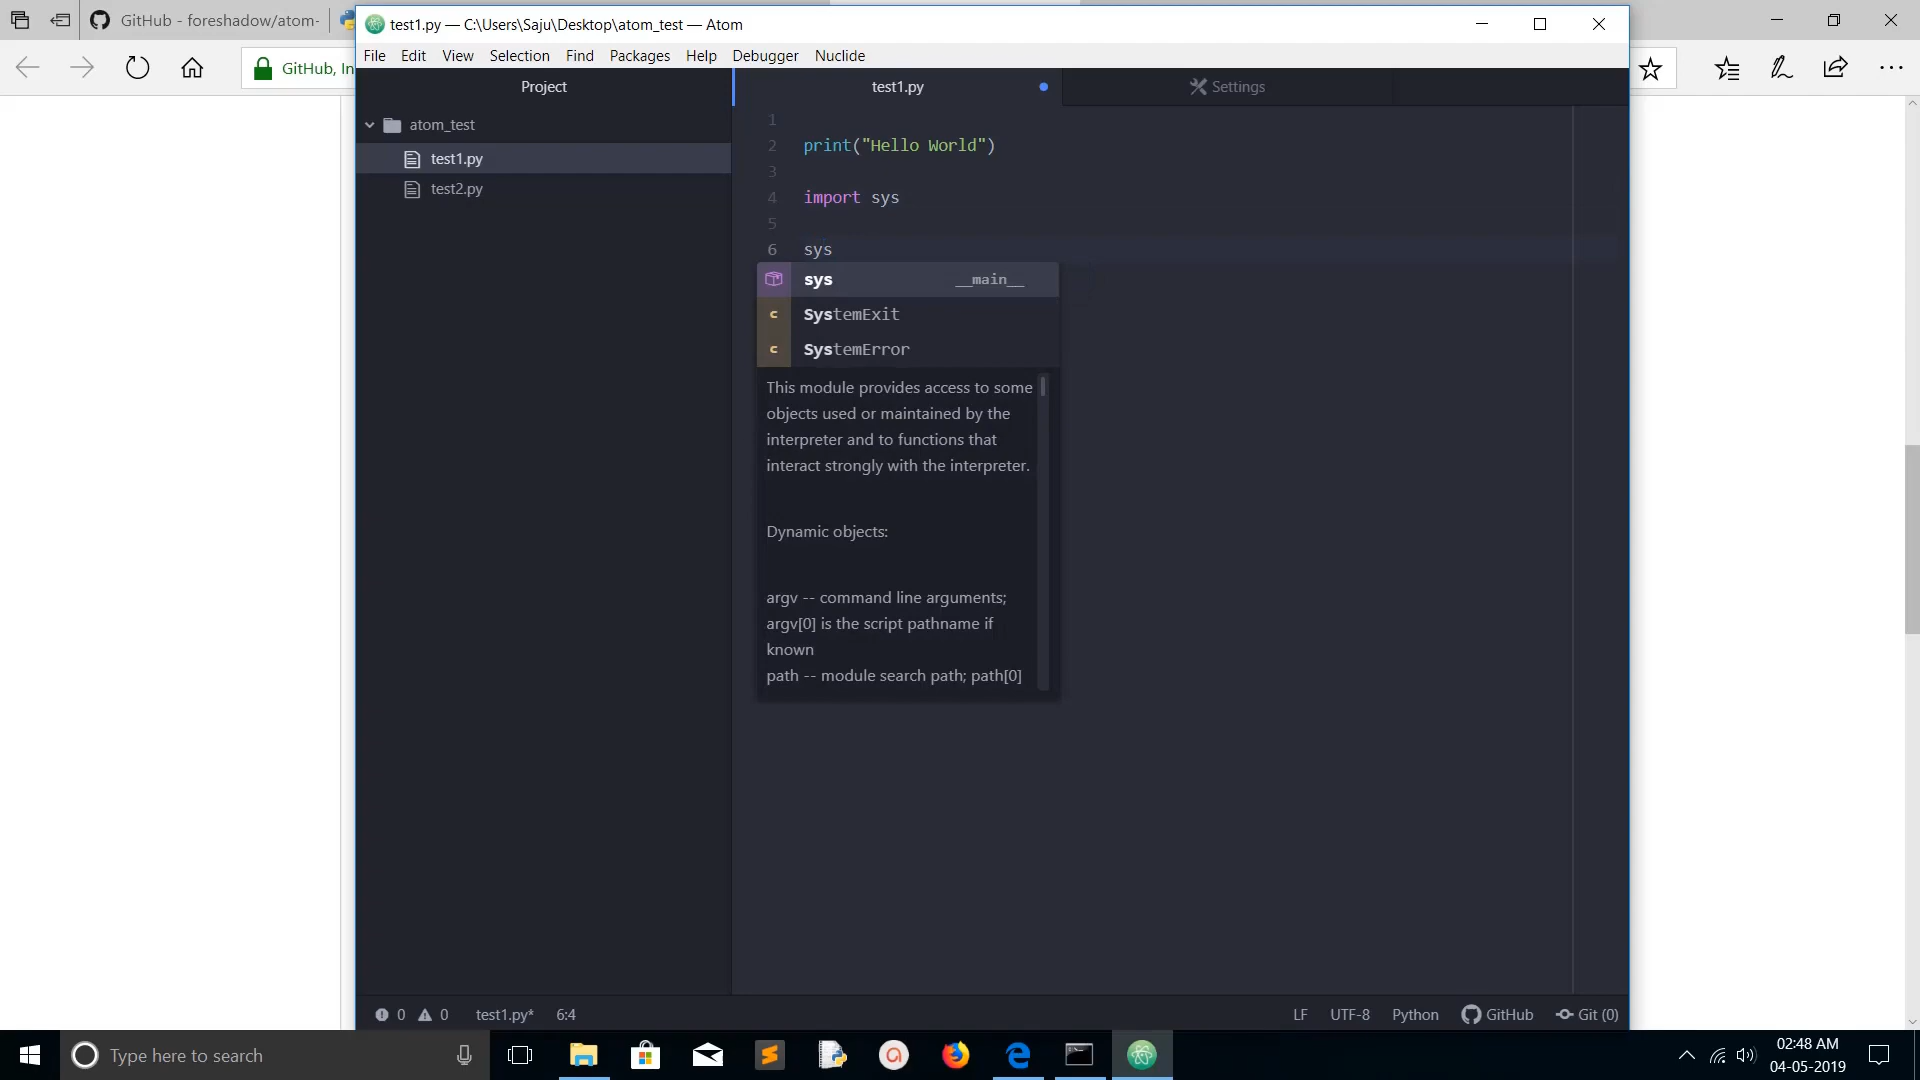 GitHub - foreshadow/atom-
GitHub, In
test1.py — C:\Users\Saju\Desktop\atom_test — Atom
File Edit View Selection Find Packages Help Debugger Nuclide
Project
test1.py
Settings
atom_test
test1.py
test2.py
1
2 print("Hello World")
3
4 import sys
5
6 sys
sys __main__
c SystemExit
c SystemError
This module provides access to some
objects used or maintained by the
interpreter and to functions that
interact strongly with the interpreter.
Dynamic objects:
argv -- command line arguments;
argv[0] is the script pathname if
known
path -- module search path; path[0]
0 0 test1.py* 6:4
LF UTF-8 Python GitHub Git (0)
Type here to search
02:48 AM
04-05-2019